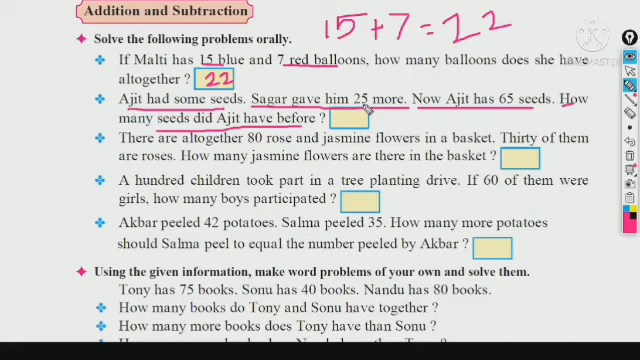 Addition and Subtraction
15+7=22
Solve the following problems orally.
If Malti has 15 blue and 7 red balloons, how many balloons does she have
altogether ? 22
Ajit had some seeds. Sagar gave him 25 more. Now Ajit has 65 seeds. How
many seeds did Ajit have before ?
There are altogether 80 rose and jasmine flowers in a basket. Thirty of them
are roses. How many jasmine flowers are there in the basket ?
A hundred children took part in a tree planting drive. If 60 of them were
girls, how many boys participated ?
Akbar peeled 42 potatoes. Salma peeled 35. How many more potatoes
should Salma peel to equal the number peeled by Akbar ?
Using the given information, make word problems of your own and solve them.
Tony has 75 books. Sonu has 40 books. Nandu has 80 books.
How many books do Tony and Sonu have together ?
How many more books does Tony have than Sonu ?